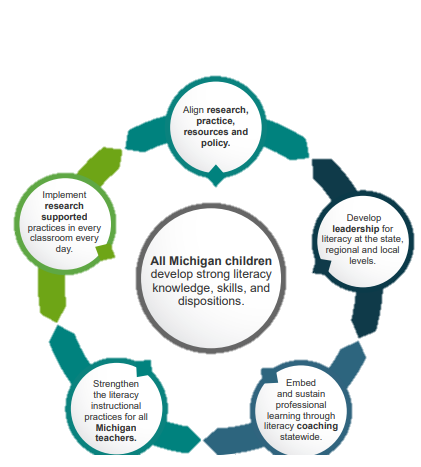 Align research,
practice,
resources and
policy.
Implement
research
supported
practices in every
classroom every
day.
Develop
leadership for
literacy at the state,
regional and local
levels.
All Michigan children
develop strong literacy
knowledge, skills, and
dispositions.
Strengthen
the literacy
instructional
practices for all
Michigan
teachers.
Embed
and sustain
professional
learning through
literacy coaching
statewide.